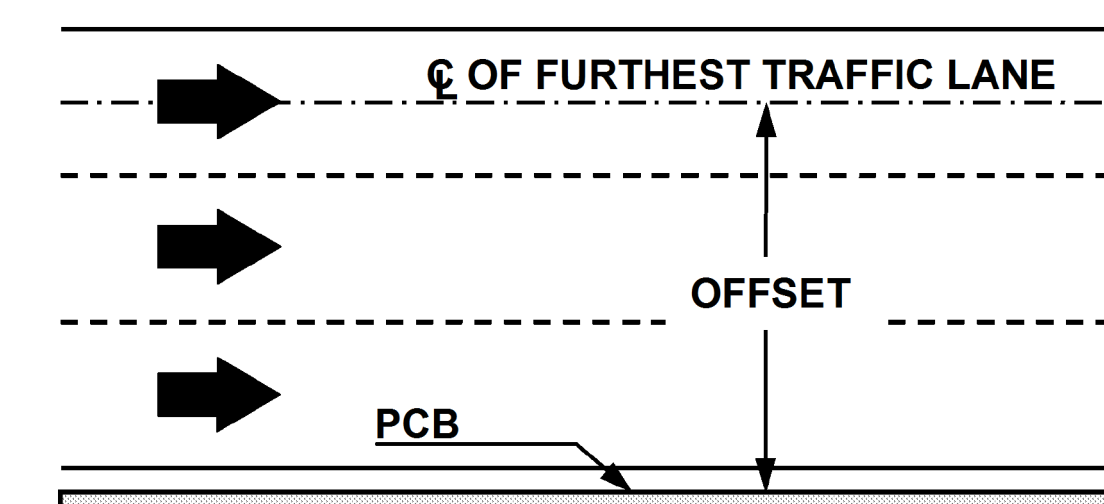 ℄ OF FURTHEST TRAFFIC LANE
OFFSET
PCB